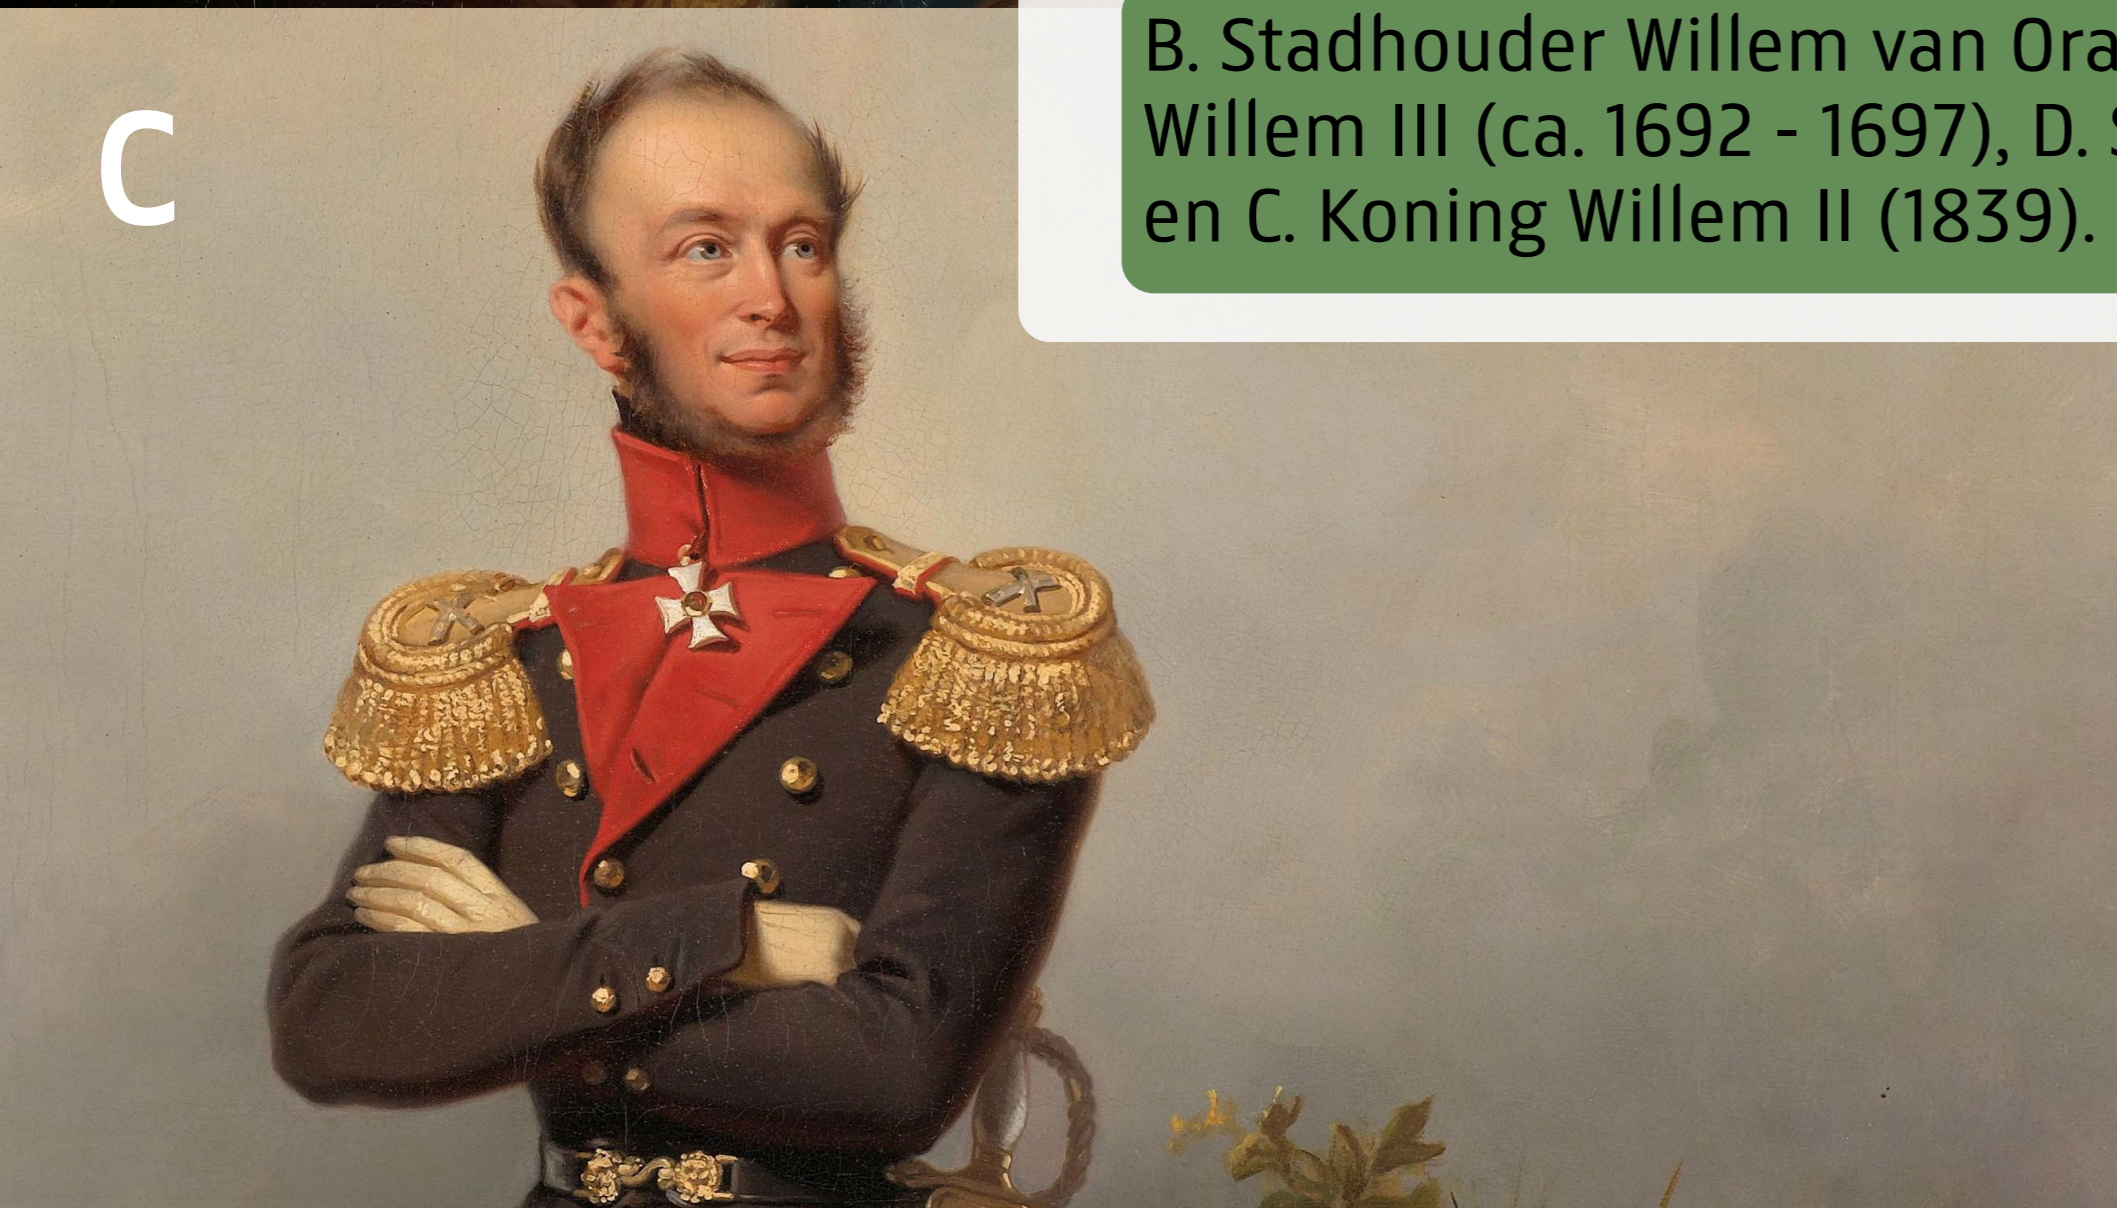 C
B. Stadhouder Willem van
Willem III (ca. 1692 - 1697), D.
en C. Koning Willem II (1839).